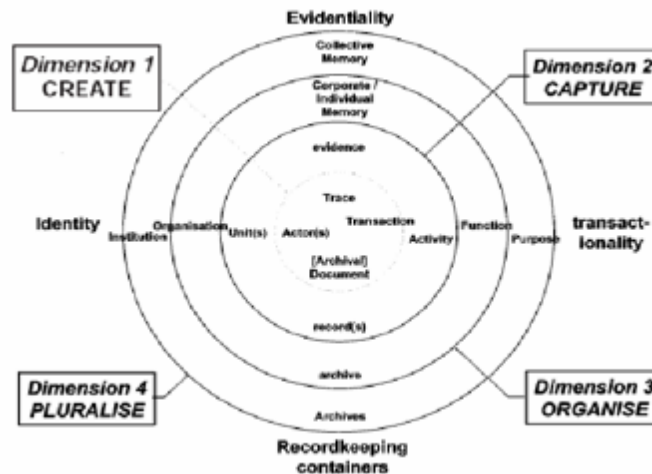 Evidentiality
Collective
Memory
Dimension 1
CREATE
Dimension 2
CAPTURE
Corporate /
Individual
Memory
evidence
Trace
Identity
Institution
Organisation
Unit(s)
Actor(s)
Transaction
Activity
Function
Purpose
transact-
ionality
[Archival]
Document
record(s)
Dimension 4
PLURALISE
archive
Dimension 3
ORGANISE
Archives
Recordkeeping
containers